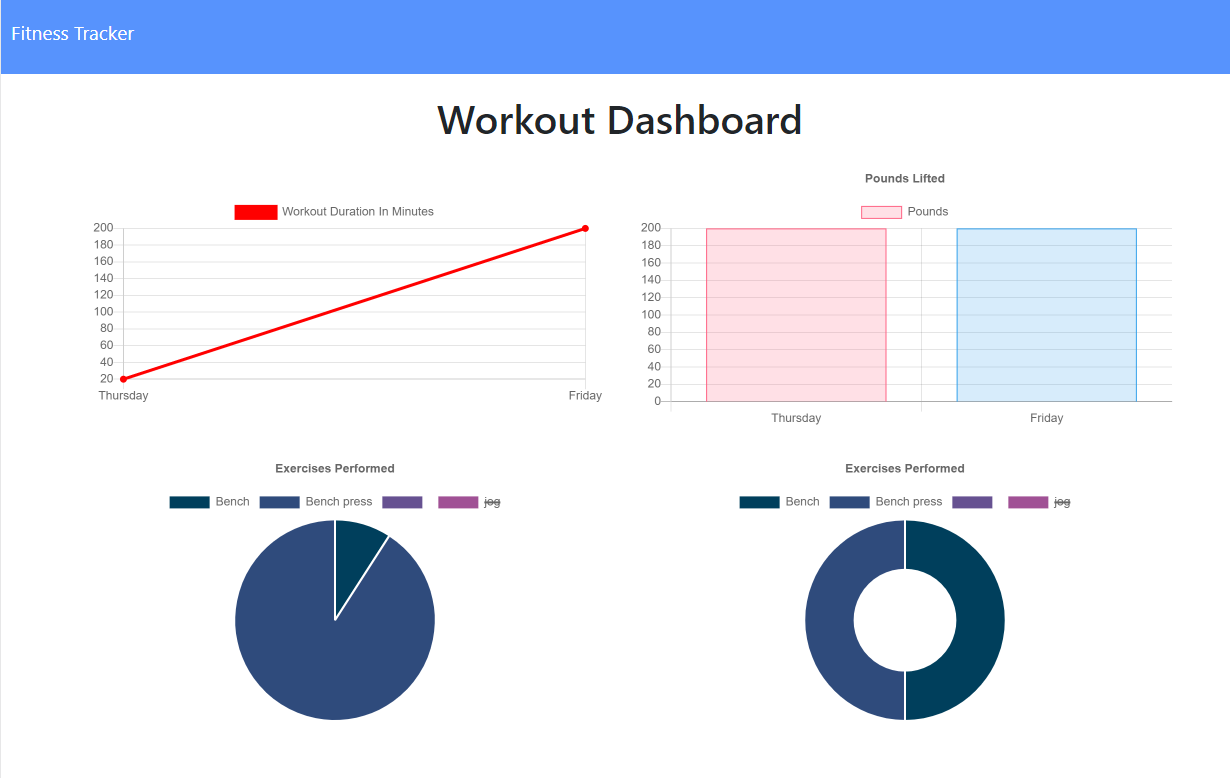 Fitness Tracker
Workout Dashboard
Workout Duration In Minutes
200
180
160
140
120
100
80
60
40
20
Thursday Friday
Pounds Lifted
Pounds
200
180
160
140
120
100
80
60
40
20
0
Thursday Friday
Exercises Performed
Bench Bench press jog
Exercises Performed
Bench Bench press jog